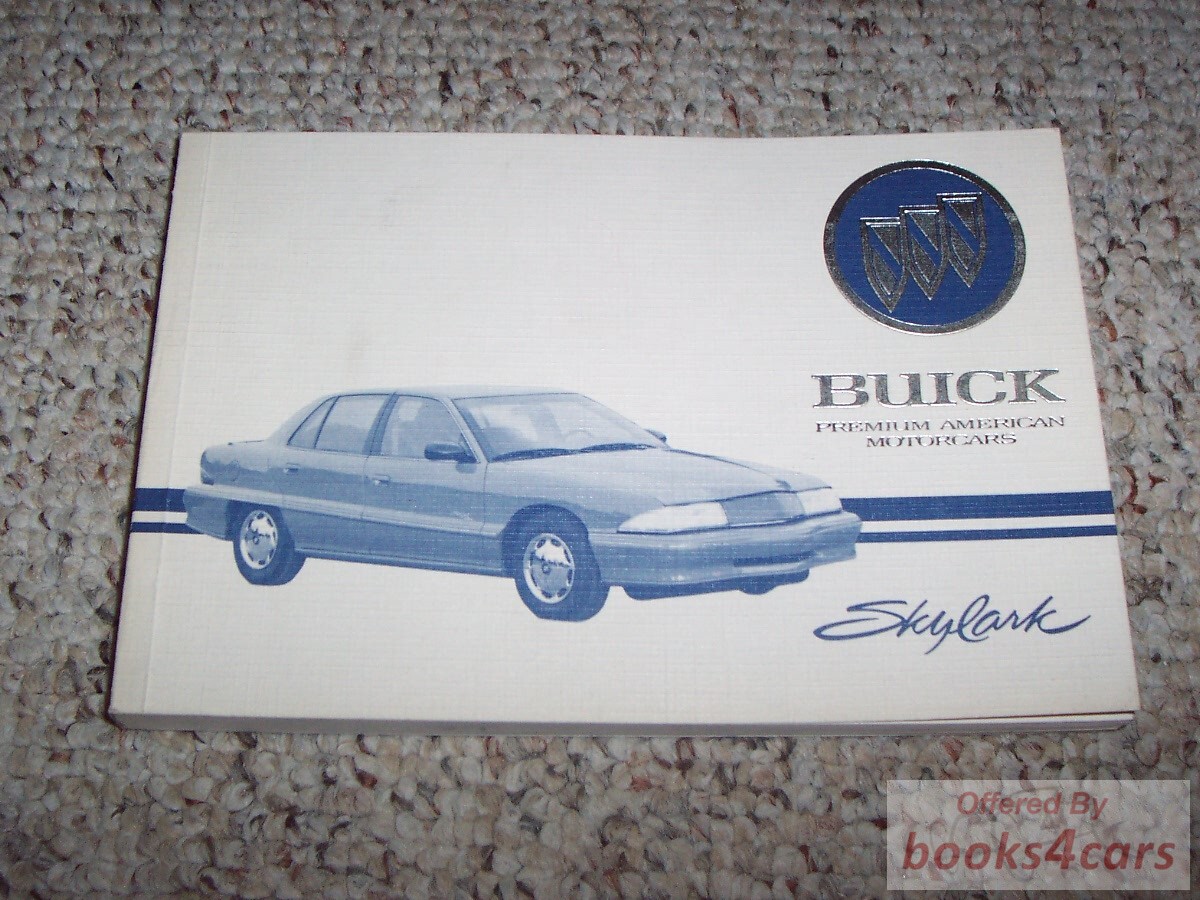 BUICK
PREMIUM AMERICAN
MOTORCARS
Skylark
Offered By
books4cars